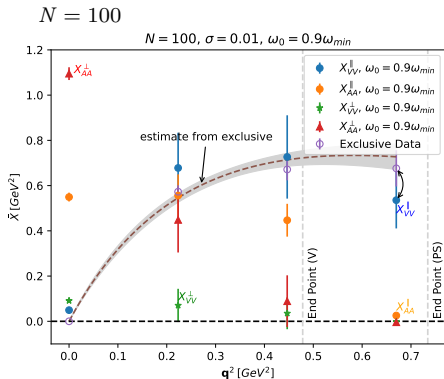 N = 100
N = 100, σ = 0.01, ω₀ = 0.9ω_min
X^∥_VV, ω₀ = 0.9ω_min
X^∥_AA, ω₀ = 0.9ω_min
X^⊥_VV, ω₀ = 0.9ω_min
X^⊥_AA, ω₀ = 0.9ω_min
Exclusive Data
X^⊥_AA
estimate from exclusive
X^∥_VV
X^⊥_VV
X^∥_AA
End Point (V)
End Point (PS)
1.2
1.0
0.8
0.6
0.4
0.2
0.0
X̄ [GeV²]
0.0 0.1 0.2 0.3 0.4 0.5 0.6 0.7
q² [GeV²]